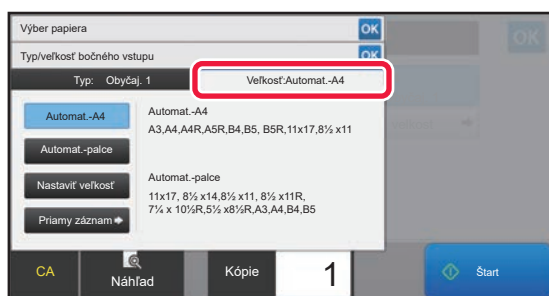 Výber papiera
OK
Typ/veľkosť bočného vstupu
OK
Typ: Obyčaj. 1
Veľkosť:Automat.-A4
Automat.-A4
Automat.-palce
Nastaviť veľkosť
Priamy záznam
Automat.-A4
A3,A4,A4R,A5R,B4,B5, B5R,11x17,8½ x11
Automat.-palce
11x17, 8½ x14,8½ x11, 8½ x11R,
7¼ x 10½R,5½ x8½R,A3,A4,B4,B5
OK
CA
Náhľad
Kópie
1
Štart